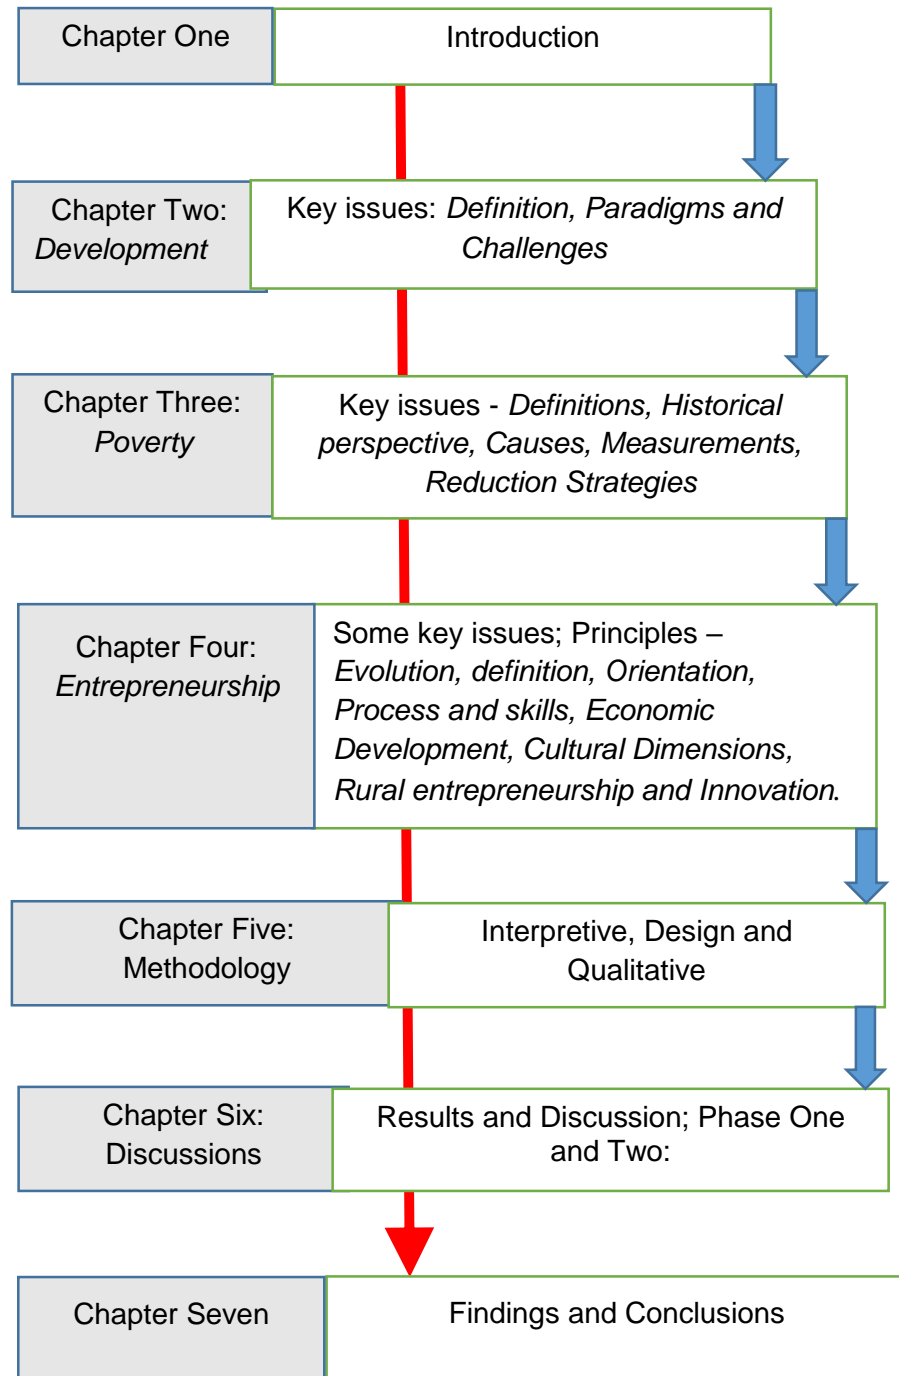 Chapter One
Introduction
Chapter Two:
Development
Key issues: Definition, Paradigms and
Challenges
Chapter Three:
Poverty
Key issues - Definitions, Historical
perspective, Causes, Measurements,
Reduction Strategies
Chapter Four:
Entrepreneurship
Some key issues; Principles –
Evolution, definition, Orientation,
Process and skills, Economic
Development, Cultural Dimensions,
Rural entrepreneurship and Innovation.
Chapter Five:
Methodology
Interpretive, Design and
Qualitative
Chapter Six:
Discussions
Results and Discussion; Phase One
and Two:
Chapter Seven
Findings and Conclusions